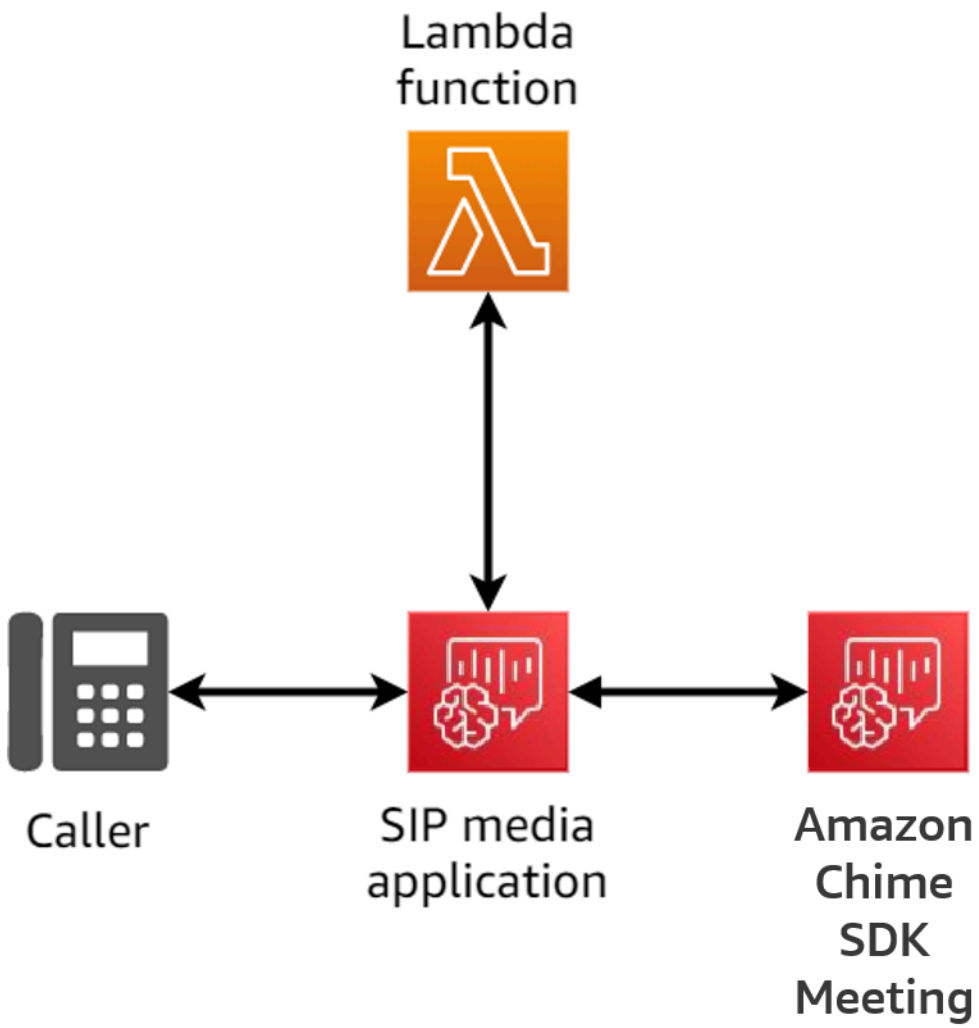 Lambda
function
Caller
SIP media
application
Amazon
Chime
SDK
Meeting